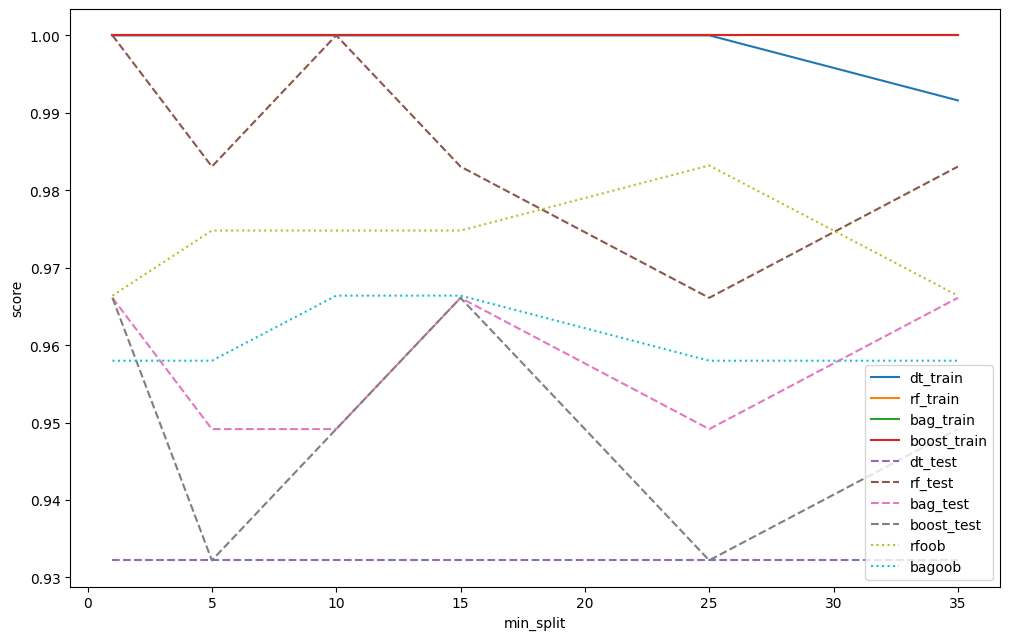 1.00
0.99
0.98
0.97
0.96
0.95
0.94
0.93
score
0 5 10 15 20 25 30 35
min_split
dt_train
rf_train
bag_train
boost_train
dt_test
rf_test
bag_test
boost_test
rfoob
bagoob